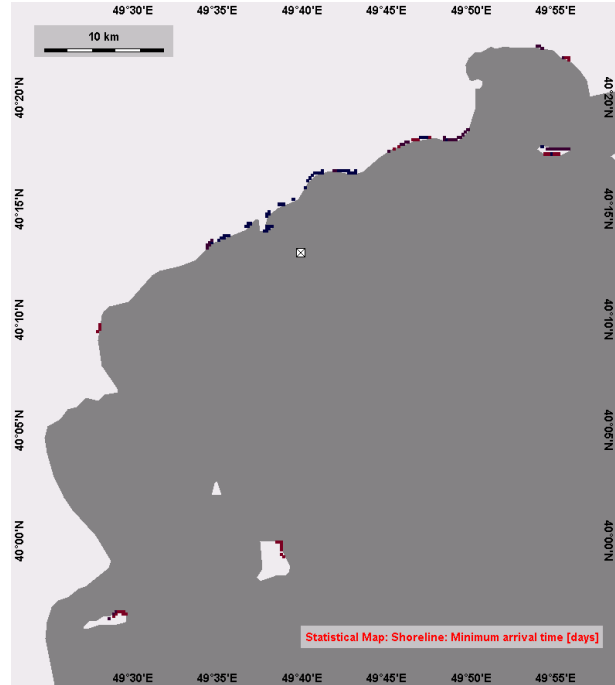 49°30'E 49°35'E 49°40'E 49°45'E 49°50'E 49°55'E
10 km
40°20'N 40°20'N
40°15'N 40°15'N
40°10'N 40°10'N
40°05'N 40°05'N
40°00'N 40°00'N
Statistical Map: Shoreline: Minimum arrival time [days]
49°30'E 49°35'E 49°40'E 49°45'E 49°50'E 49°55'E